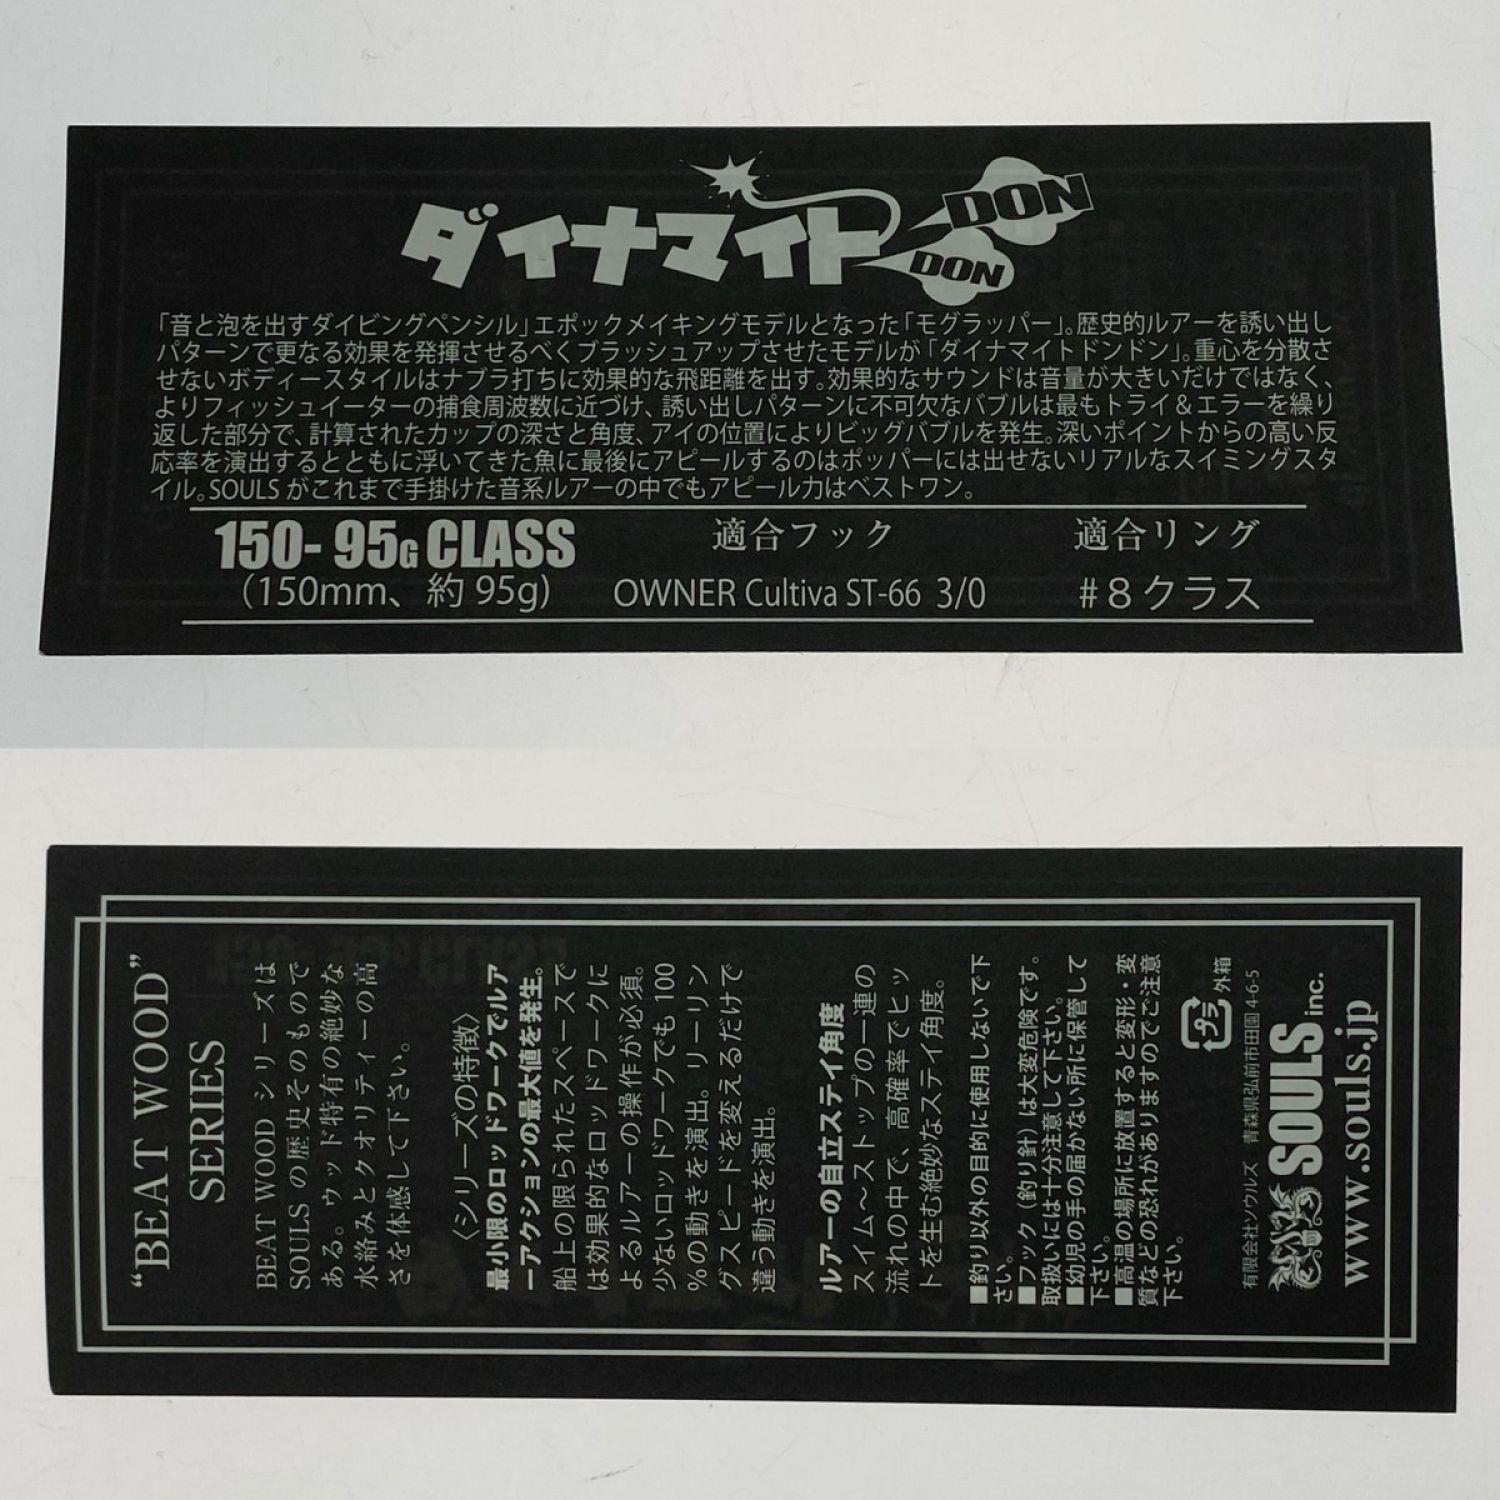 ダイナマイト DON DON
「音と泡を出すダイビングペンシル」エポックメイキングモデルとなった「モグラッパー」。歴史的ルアーを誘い出し
パターンで更なる効果を発揮させるべくブラッシュアップさせたモデルが「ダイナマイトドンドン」。重心を分散さ
せないボディースタイルはナブラ打ちに効果的な飛距離を出す。効果的なサウンドは音量が大きいだけではなく、
よりフィッシュイーターの捕食周波数に近づけ、誘い出しパターンに不可欠なバブルは最もトライ＆エラーを繰り
返した部分で、計算されたカップの深さと角度、アイの位置によりビッグバブルを発生。深いポイントからの高い反
応率を演出するとともに浮いてきた魚に最後にアピールするのはポッパーには出せないリアルなスイミングスタ
イル。SOULS がこれまで手掛けた音系ルアーの中でもアピール力はベストワン。
150- 95G CLASS 適合フック 適合リング
（150mm、約 95g） OWNER Cultiva ST-66 3/0 ＃8クラス
“BEAT WOOD”
SERIES
BEAT WOOD シリーズは
SOULS の歴史そのもので
ある。ウッド特有の絶妙な
水絡みとクオリティーの高
さを体感して下さい。
〈シリーズの特徴〉
最小限のロッドワークでルア
ーアクションの最大値を発生。
船上の限られたスペースで
は効果的なロッドワークに
よるルアーの操作が必須。
少ないロッドワークでも 100
%の動きを演出。リーリン
グスピードを変えるだけで
違う動きを演出。
ルアーの自立ステイ角度
スイム～ストップの一連の
流れの中で、高確率でヒッ
トを生む絶妙なステイ角度。
■釣り以外の目的に使用しないで下
さい。
■フック（釣り針）は大変危険です。
取扱いには十分注意して下さい。
■幼児の手の届かない所に保管して
下さい。
■高温の場所に放置すると変形・変
質などの恐れがありますのでご注意
下さい。
プラ 外箱
有限会社ソウルズ 青森県弘前市田園 4-6-5
SOULS inc.
www.souls.jp